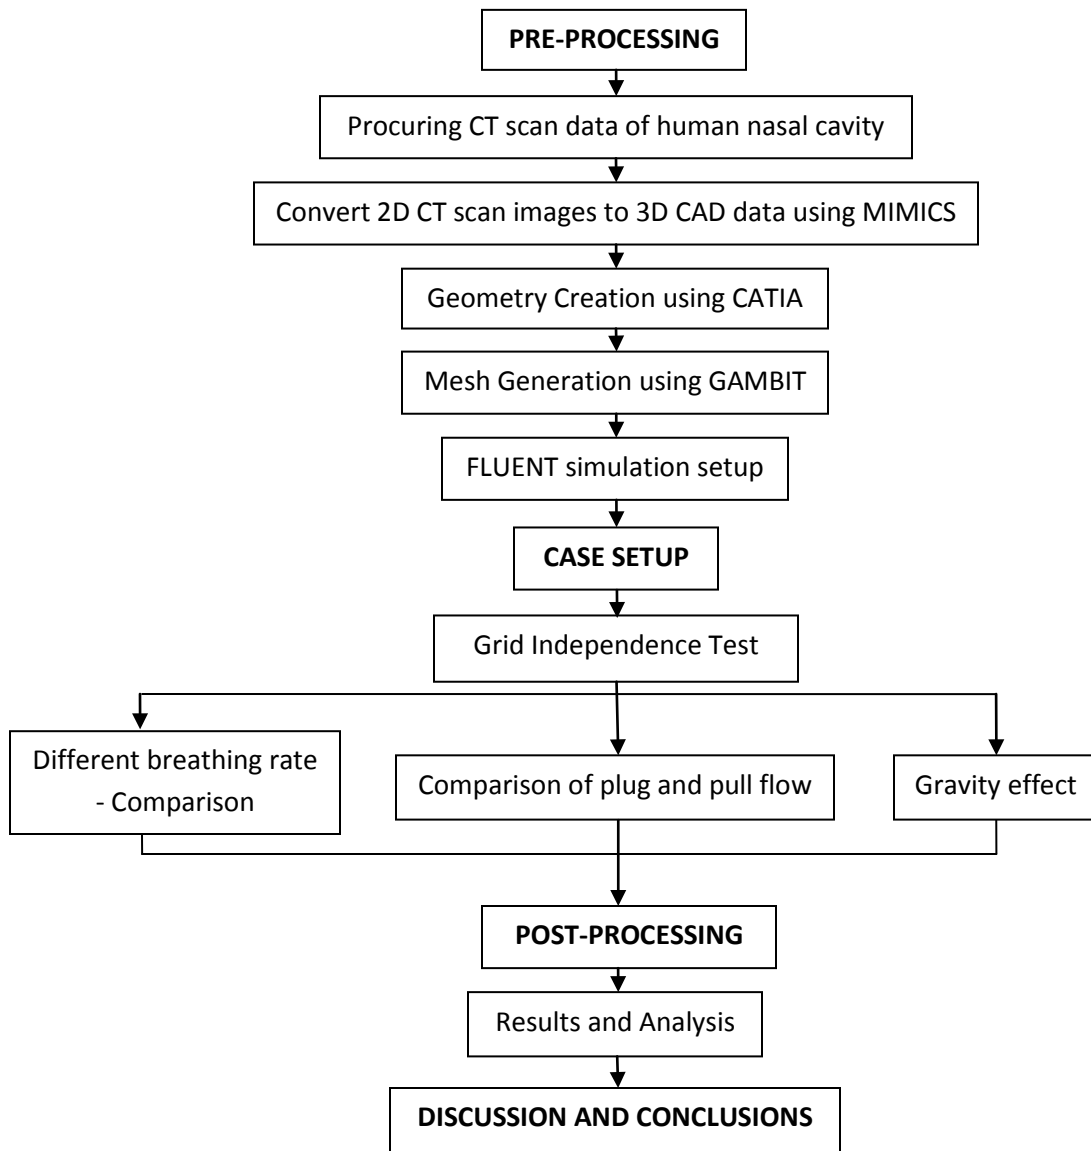 PRE-PROCESSING
Procuring CT scan data of human nasal cavity
Convert 2D CT scan images to 3D CAD data using MIMICS
Geometry Creation using CATIA
Mesh Generation using GAMBIT
FLUENT simulation setup
CASE SETUP
Grid Independence Test
Different breathing rate
- Comparison
Comparison of plug and pull flow
Gravity effect
POST-PROCESSING
Results and Analysis
DISCUSSION AND CONCLUSIONS